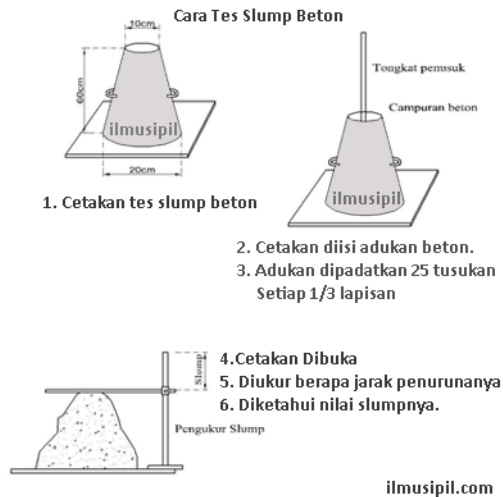 Cara Tes Slump Beton
10cm
60cm
ilmusipil
20cm
1. Cetakan tes slump beton
Tongkat penusuk
Campuran beton
ilmusipil
2. Cetakan diisi adukan beton.
3. Adukan dipadatkan 25 tusukan
Setiap 1/3 lapisan
Slump
Pengukur Slump
4.Cetakan Dibuka
5. Diukur berapa jarak penurunanya
6. Diketahui nilai slumpnya.
ilmusipil.com